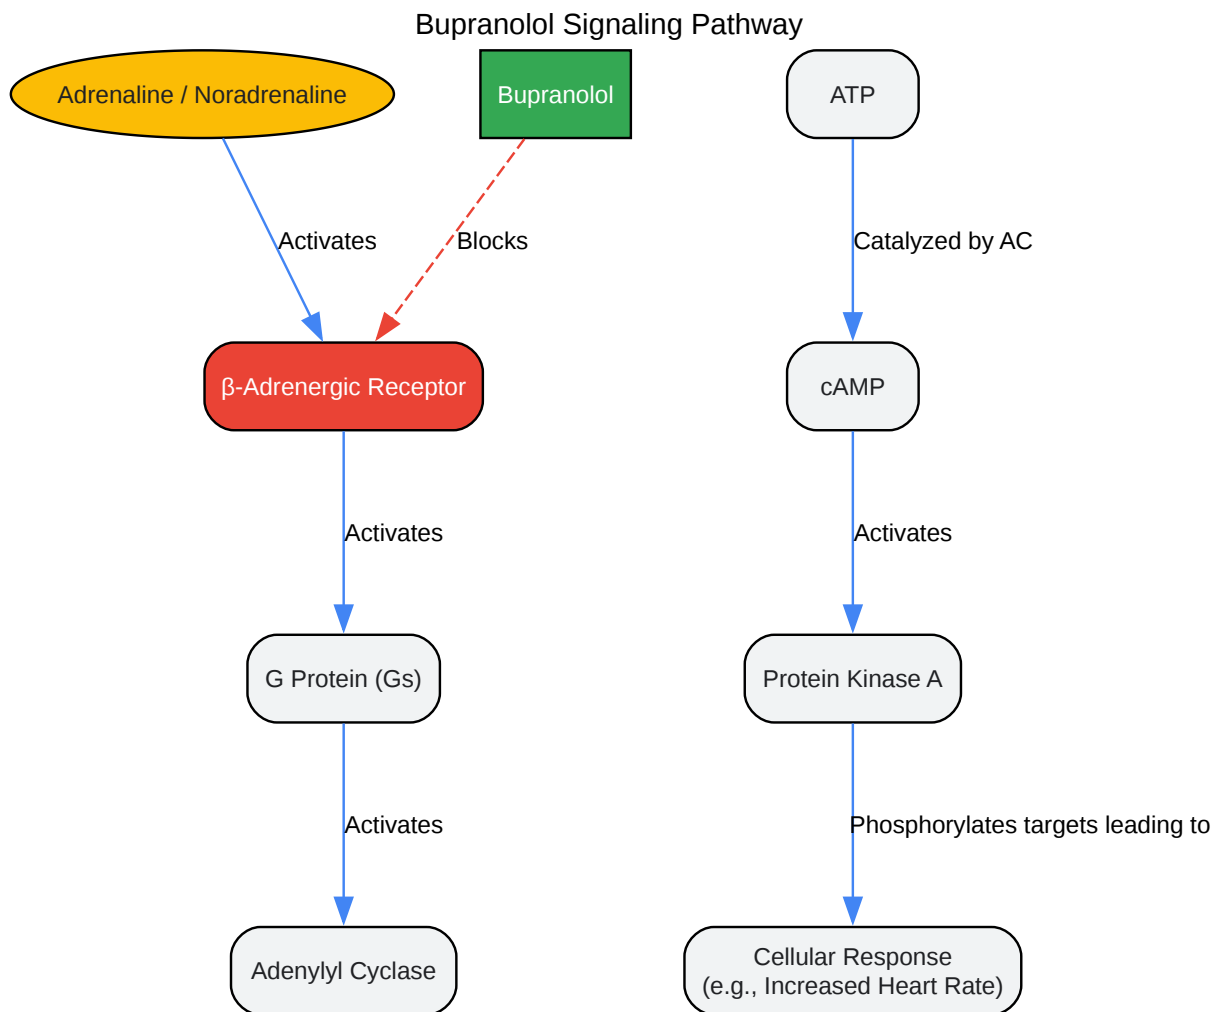 Bupranolol Signaling Pathway
Adrenaline / Noradrenaline
Bupranolol
ATP
Activates
Blocks
Catalyzed by AC
β-Adrenergic Receptor
cAMP
Activates
Activates
G Protein (Gs)
Protein Kinase A
Activates
Phosphorylates targets leading to
Adenylyl Cyclase
Cellular Response
(e.g., Increased Heart Rate)